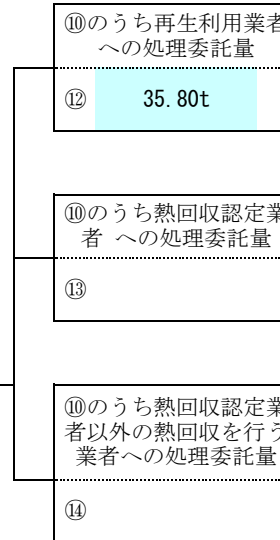 ⑩のうち再生利用業者
への処理委託量
⑫ 35.80t
⑩のうち熱回収認定業
者 への処理委託量
⑬
⑩のうち熱回収認定業
者以外の熱回収を行う
業者への処理委託量
⑭